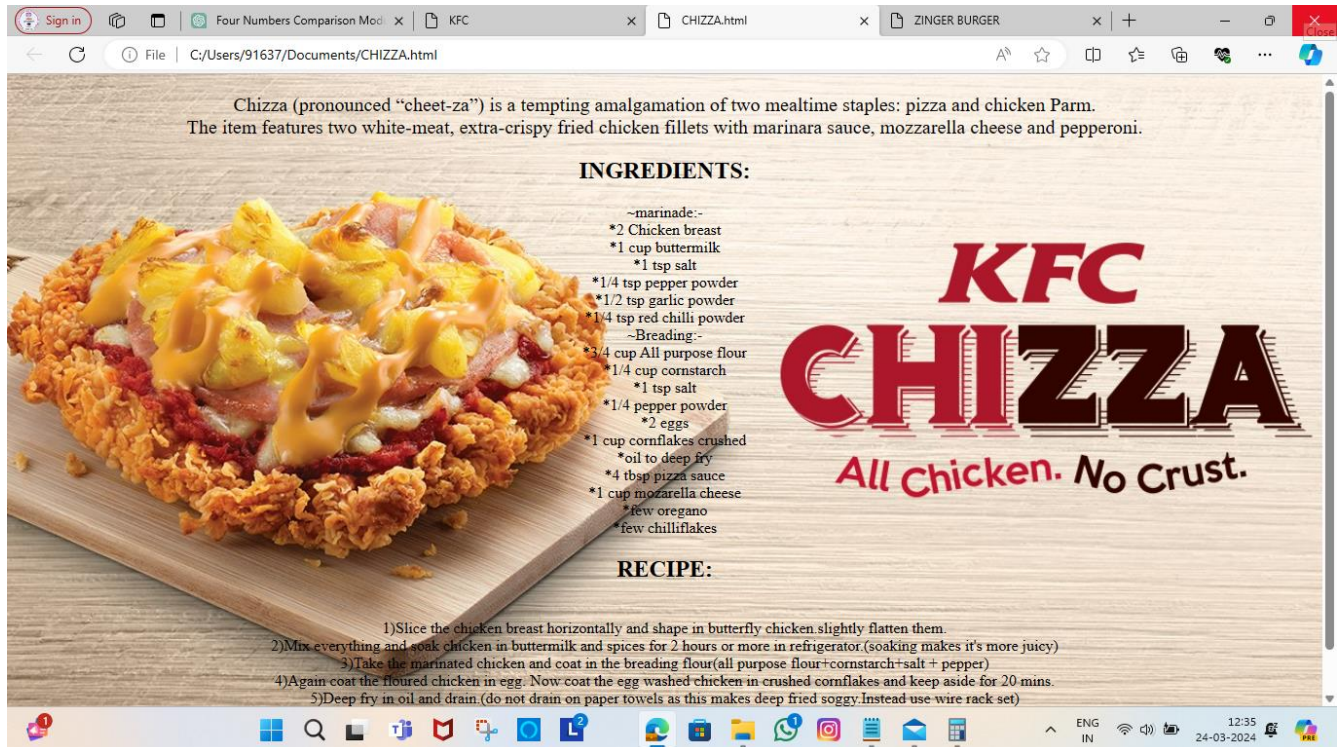 Sign in
Four Numbers Comparison Mod
KFC
CHIZZA.html
ZINGER BURGER
Close
File
C:/Users/91637/Documents/CHIZZA.html
Chizza (pronounced “cheet-za”) is a tempting amalgamation of two mealtime staples: pizza and chicken Parm.
The item features two white-meat, extra-crispy fried chicken fillets with marinara sauce, mozzarella cheese and pepperoni.
INGREDIENTS:
~marinade:-
*2 Chicken breast
*1 cup buttermilk
*1 tsp salt
*1/4 tsp pepper powder
*1/2 tsp garlic powder
*1/4 tsp red chilli powder
~Breading:-
*3/4 cup All purpose flour
*1/4 cup cornstarch
*1 tsp salt
*1/4 pepper powder
*2 eggs
*1 cup cornflakes crushed
*oil to deep fry
*4 tbsp pizza sauce
*1 cup mozarella cheese
*few oregano
*few chilliflakes
KFC
CHIZZA
All Chicken. No Crust.
RECIPE:
1)Slice the chicken breast horizontally and shape in butterfly chicken.slightly flatten them.
2)Mix everything and soak chicken in buttermilk and spices for 2 hours or more in refrigerator.(soaking makes it's more juicy)
3)Take the marinated chicken and coat in the breading flour(all purpose flour+cornstarch+salt + pepper)
4)Again coat the floured chicken in egg. Now coat the egg washed chicken in crushed cornflakes and keep aside for 20 mins.
5)Deep fry in oil and drain.(do not drain on paper towels as this makes deep fried soggy.Instead use wire rack set)
1
L
2
2
ENG
IN
12:35
24-03-2024
PRE